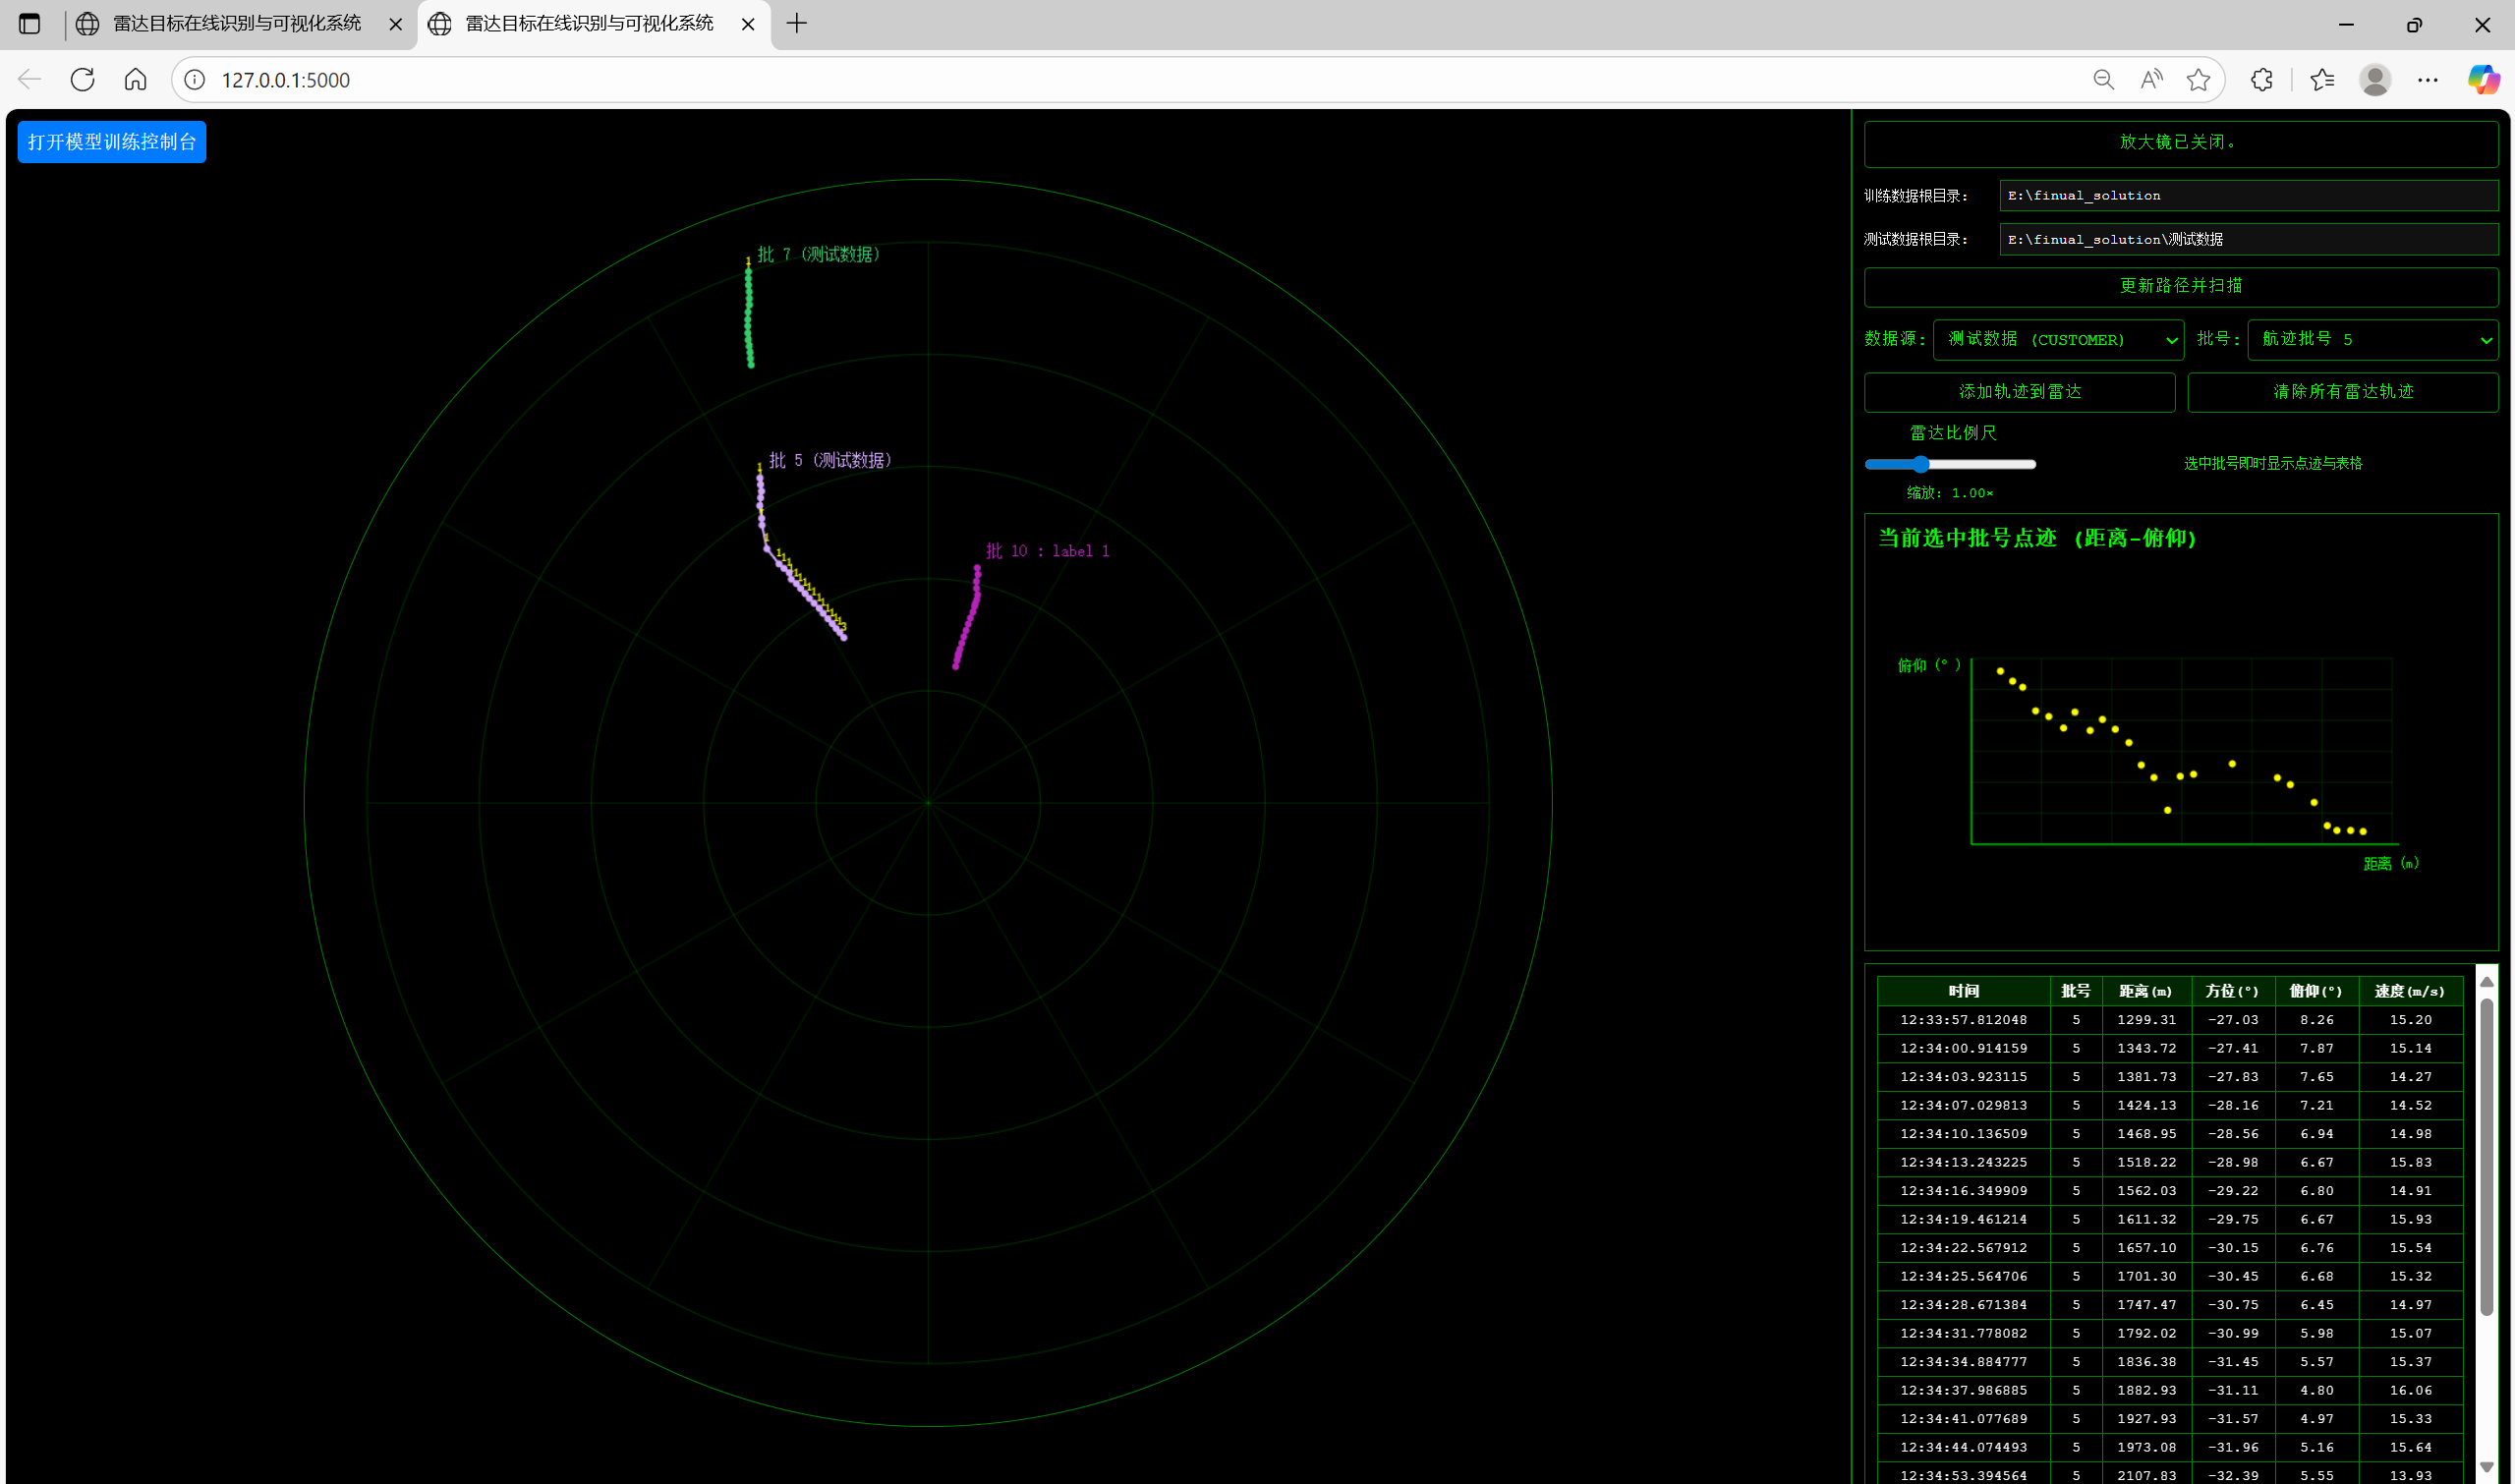 雷达目标在线识别与可视化系统
雷达目标在线识别与可视化系统
127.0.0.1:5000
打开模型训练控制台
批 7 (测试数据)
1
批 5 (测试数据)
1
批 10 : label 1
放大镜已关闭。
训练数据根目录: E:\finual_solution
测试数据根目录: E:\finual_solution\测试数据
更新路径并扫描
数据源: 测试数据 (CUSTOMER) 批号: 航迹批号 5
添加轨迹到雷达 清除所有雷达轨迹
雷达比例尺
选中批号即时显示点迹与表格
缩放: 1.00×
当前选中批号点迹 (距离-俯仰)
俯仰 (°)
距离 (m)
时间 批号 距离(m) 方位(°) 俯仰(°) 速度(m/s)
12:33:57.812048 5 1299.31 -27.03 8.26 15.20
12:34:00.914159 5 1343.72 -27.41 7.87 15.14
12:34:03.923115 5 1381.73 -27.83 7.65 14.27
12:34:07.029813 5 1424.13 -28.16 7.21 14.52
12:34:10.136509 5 1468.95 -28.56 6.94 14.98
12:34:13.243225 5 1518.22 -28.98 6.67 15.83
12:34:16.349909 5 1562.03 -29.22 6.80 14.91
12:34:19.461214 5 1611.32 -29.75 6.67 15.93
12:34:22.567912 5 1657.10 -30.15 6.76 15.54
12:34:25.564706 5 1701.30 -30.45 6.68 15.32
12:34:28.671384 5 1747.47 -30.75 6.45 14.97
12:34:31.778082 5 1792.02 -30.99 5.98 15.07
12:34:34.884777 5 1836.38 -31.45 5.57 15.37
12:34:37.986885 5 1882.93 -31.11 4.80 16.06
12:34:41.077689 5 1927.93 -31.57 4.97 15.33
12:34:44.074493 5 1973.08 -31.96 5.16 15.64
12:34:53.394564 5 2107.83 -32.39 5.55 13.93